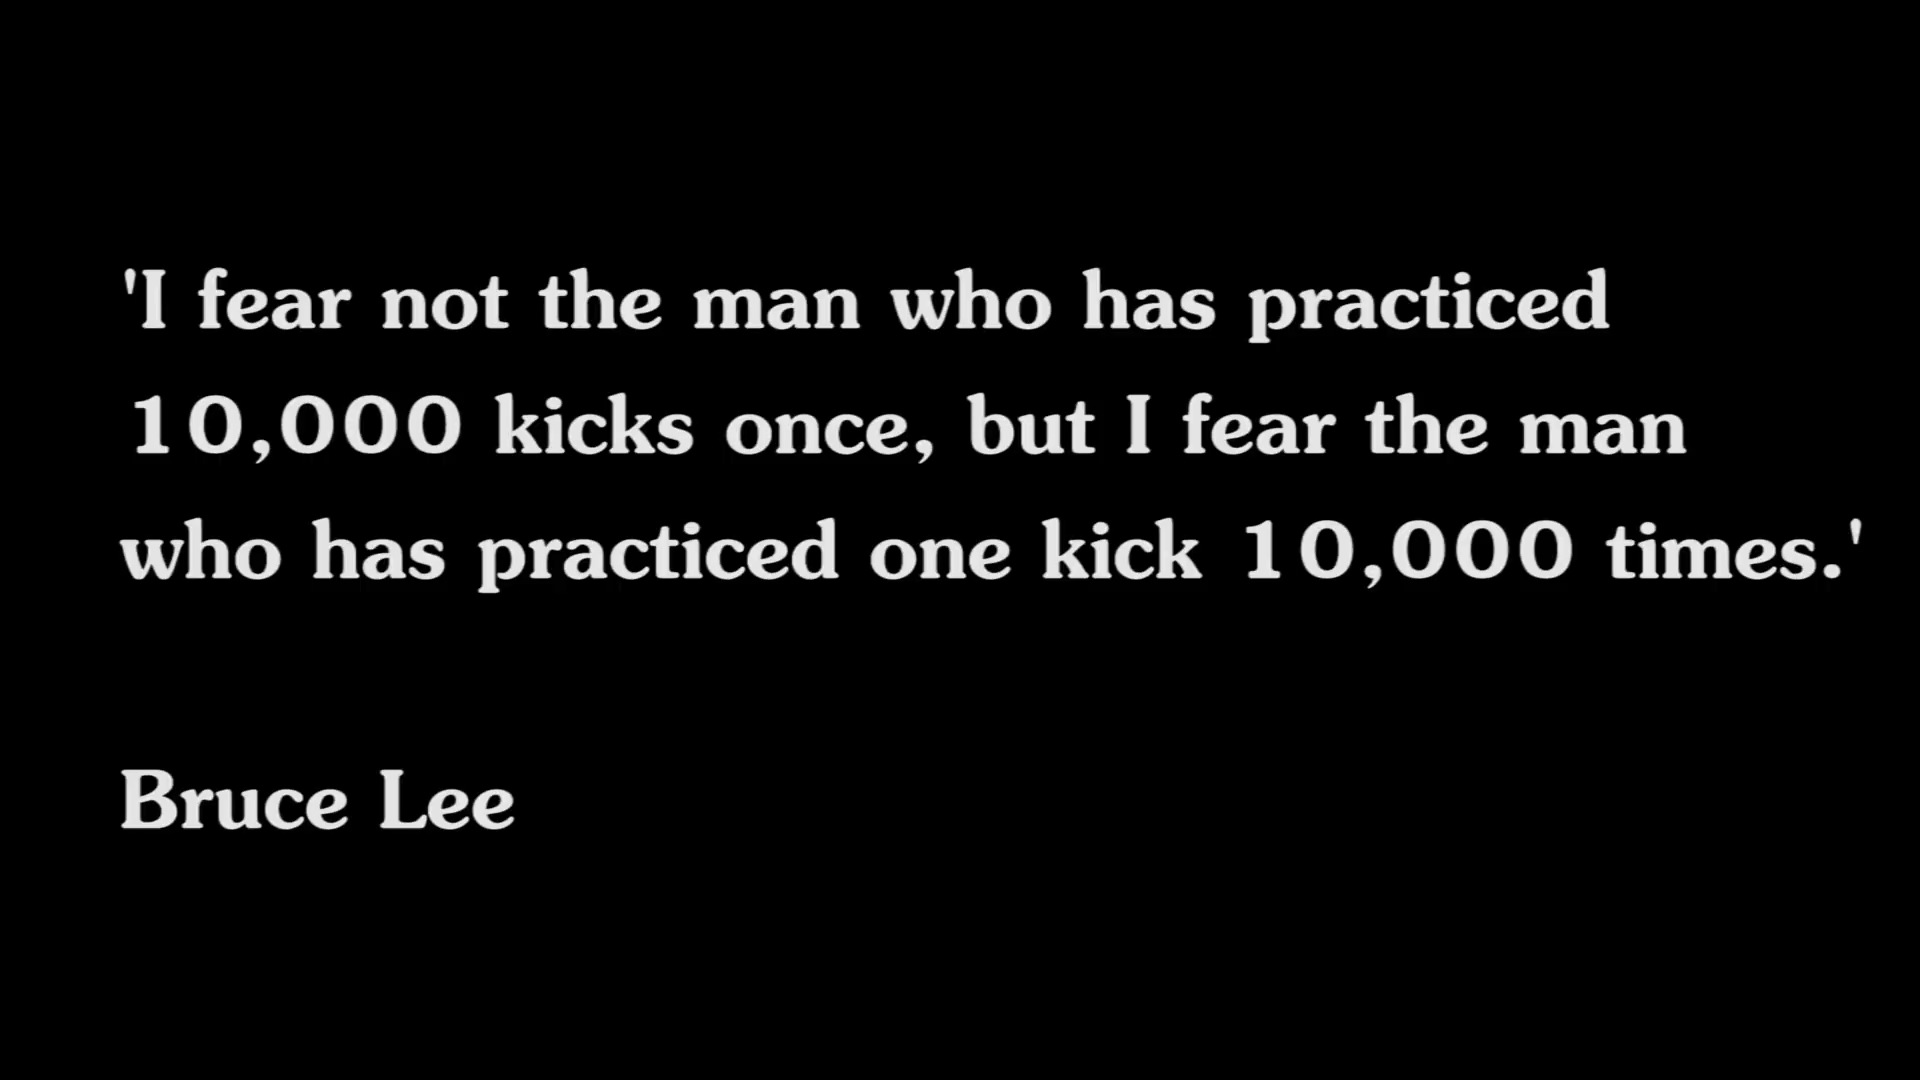 'I fear not the man who has practiced
10,000 kicks once, but I fear the man
who has practiced one kick 10,000 times.'
Bruce Lee